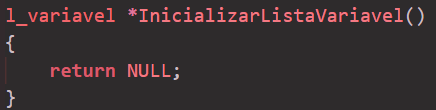 l_variavel *InicializarListaVariavel()
{
    return NULL;
}